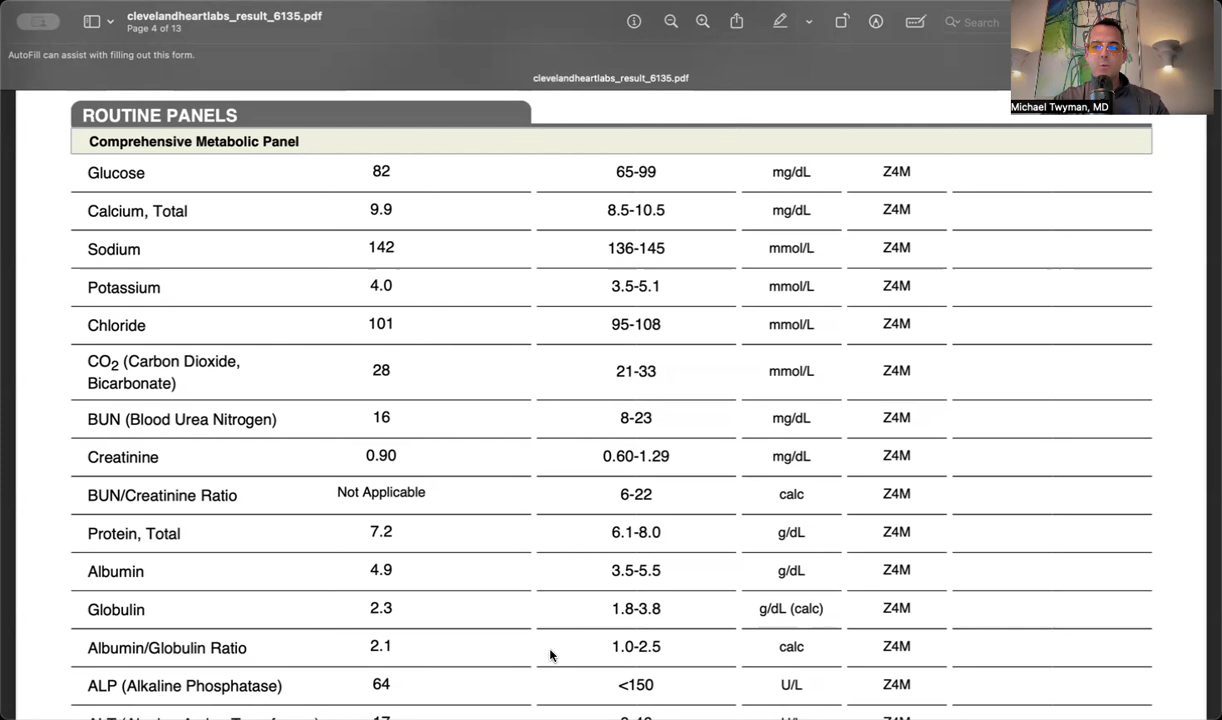 clevelandheartlabs_result_6135.pdf
Page 4 of 13
Search
AutoFill can assist with filling out this form.
clevelandheartlabs_result_6135.pdf
Michael Twyman, MD
ROUTINE PANELS
Comprehensive Metabolic Panel
Glucose 82 65-99 mg/dL Z4M
Calcium, Total 9.9 8.5-10.5 mg/dL Z4M
Sodium 142 136-145 mmol/L Z4M
Potassium 4.0 3.5-5.1 mmol/L Z4M
Chloride 101 95-108 mmol/L Z4M
CO2 (Carbon Dioxide,
Bicarbonate) 28 21-33 mmol/L Z4M
BUN (Blood Urea Nitrogen) 16 8-23 mg/dL Z4M
Creatinine 0.90 0.60-1.29 mg/dL Z4M
BUN/Creatinine Ratio Not Applicable 6-22 calc Z4M
Protein, Total 7.2 6.1-8.0 g/dL Z4M
Albumin 4.9 3.5-5.5 g/dL Z4M
Globulin 2.3 1.8-3.8 g/dL (calc) Z4M
Albumin/Globulin Ratio 2.1 1.0-2.5 calc Z4M
ALP (Alkaline Phosphatase) 64 <150 U/L Z4M